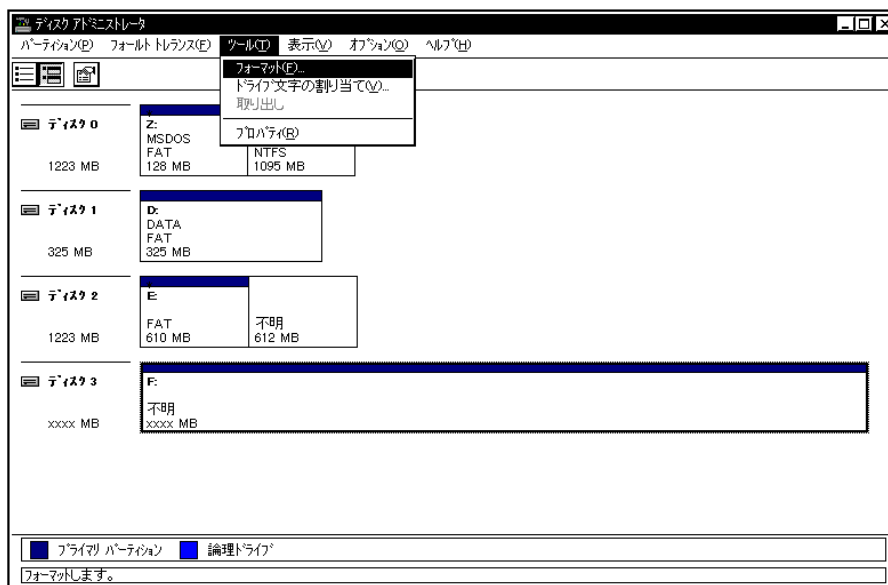 ﾃﾞｨｽｸ ｱﾄﾞﾐﾆｽﾄﾚｰﾀ
ﾊﾟｰﾃｨｼｮﾝ(P) ﾌｫｰﾙﾄ ﾄﾚﾗﾝｽ(F) ﾂｰﾙ(T) 表示(V) ｵﾌﾟｼｮﾝ(O) ﾍﾙﾌﾟ(H)
ﾌｫｰﾏｯﾄ(F)...
ﾄﾞﾗｲﾌﾞ文字の割り当て(V)...
取り出し
ﾌﾟﾛﾊﾟﾃｨ(R)
ﾃﾞｨｽｸ 0
1223 MB
Z:
MSDOS
FAT
128 MB
NTFS
1095 MB
ﾃﾞｨｽｸ 1
325 MB
D:
DATA
FAT
325 MB
ﾃﾞｨｽｸ 2
1223 MB
E:
FAT
610 MB
不明
612 MB
ﾃﾞｨｽｸ 3
xxxx MB
F:
不明
xxxx MB
ﾌﾟﾗｲﾏﾘ ﾊﾟｰﾃｨｼｮﾝ 論理ﾄﾞﾗｲﾌﾞ
ﾌｫｰﾏｯﾄします。